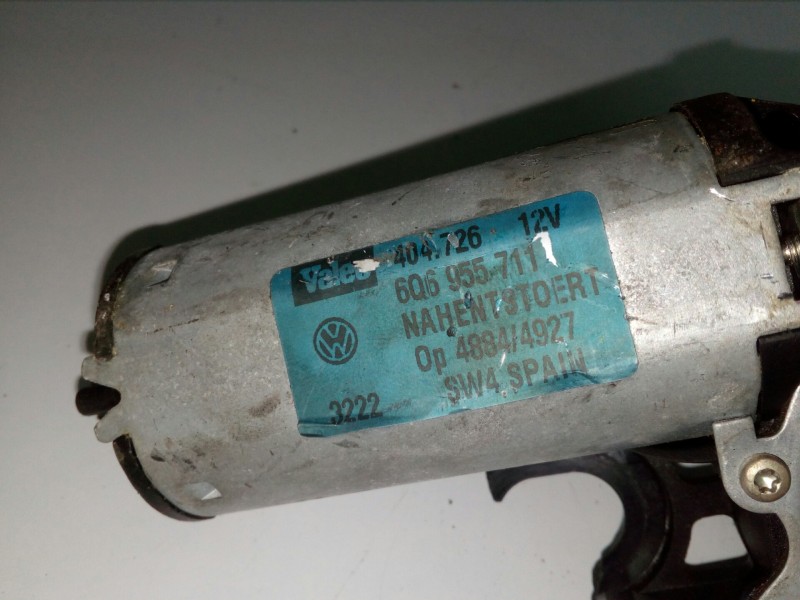 Valeo 404.726 12V
6Q6 955 711
NAHENTSTOERT
Op 4884/4927
3222 SW4 SPAIN